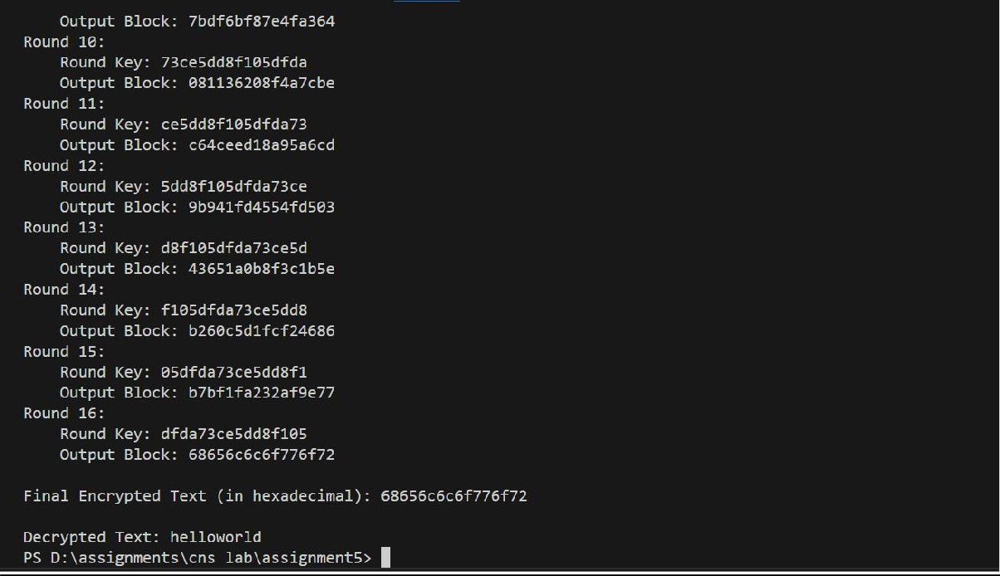 Output Block: 7bdf6bf87e4fa364
Round 10:
Round Key: 73ce5dd8f105dfda
Output Block: 081136208f4a7cbe
Round 11:
Round Key: ce5dd8f105dfda73
Output Block: c64ceed18a95a6cd
Round 12:
Round Key: 5dd8f105dfda73ce
Output Block: 9b941fd4554fd503
Round 13:
Round Key: d8f105dfda73ce5d
Output Block: 43651a0b8f3c1b5e
Round 14:
Round Key: f105dfda73ce5dd8
Output Block: b260c5d1fcf24686
Round 15:
Round Key: 05dfda73ce5dd8f1
Output Block: b7bf1fa232af9e77
Round 16:
Round Key: dfda73ce5dd8f105
Output Block: 68656c6c6f776f72
Final Encrypted Text (in hexadecimal): 68656c6c6f776f72
Decrypted Text: helloworld
PS D:\assignments\cns lab\assignment5>